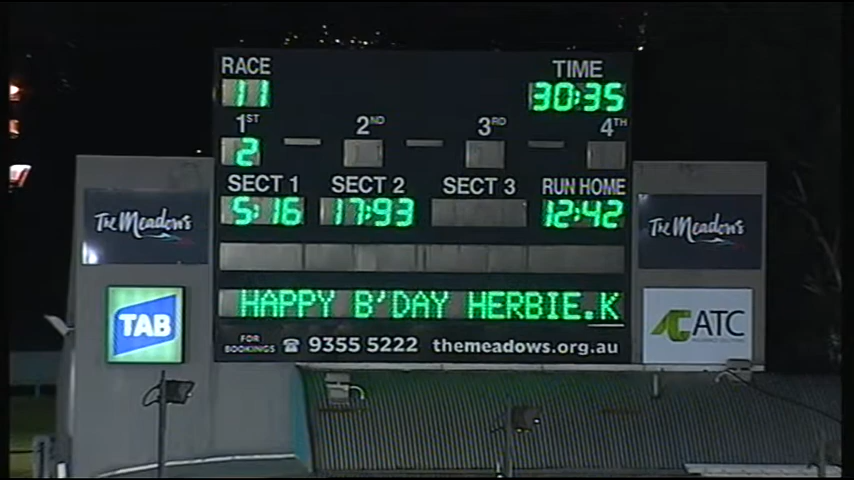 RACE TIME
11 30:35
1ST 2ND 3RD 4TH
2
SECT 1 SECT 2 SECT 3 RUN HOME
5:16 17:93 12:42
The Meadows
The Meadows
HAPPY B'DAY HERBIE.K
TAB
ATC
FOR BOOKINGS 9355 5222 themeadows.org.au